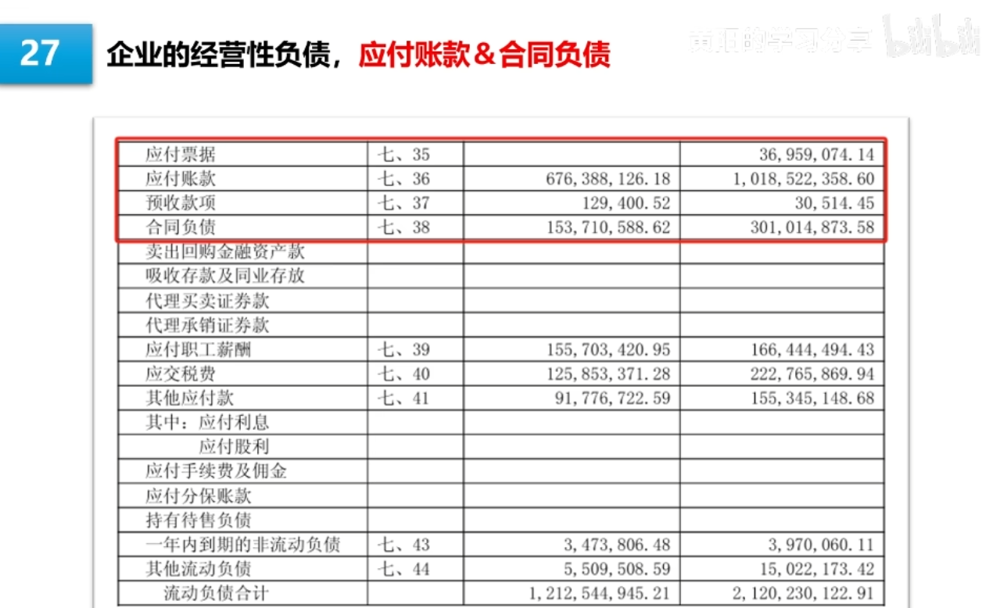 27
企业的经营性负债，应付账款＆合同负债
黄阳的学习分享 bilibili
应付票据 七、35 36,959,074.14
应付账款 七、36 676,388,126.18 1,018,522,358.60
预收款项 七、37 129,400.52 30,514.45
合同负债 七、38 153,710,588.62 301,014,873.58
卖出回购金融资产款
吸收存款及同业存放
代理买卖证券款
代理承销证券款
应付职工薪酬 七、39 155,703,420.95 166,444,494.43
应交税费 七、40 125,853,371.28 222,765,869.94
其他应付款 七、41 91,776,722.59 155,345,148.68
其中：应付利息
应付股利
应付手续费及佣金
应付分保账款
持有待售负债
一年内到期的非流动负债 七、43 3,473,806.48 3,970,060.11
其他流动负债 七、44 5,509,508.59 15,022,173.42
流动负债合计 1,212,544,945.21 2,120,230,122.91